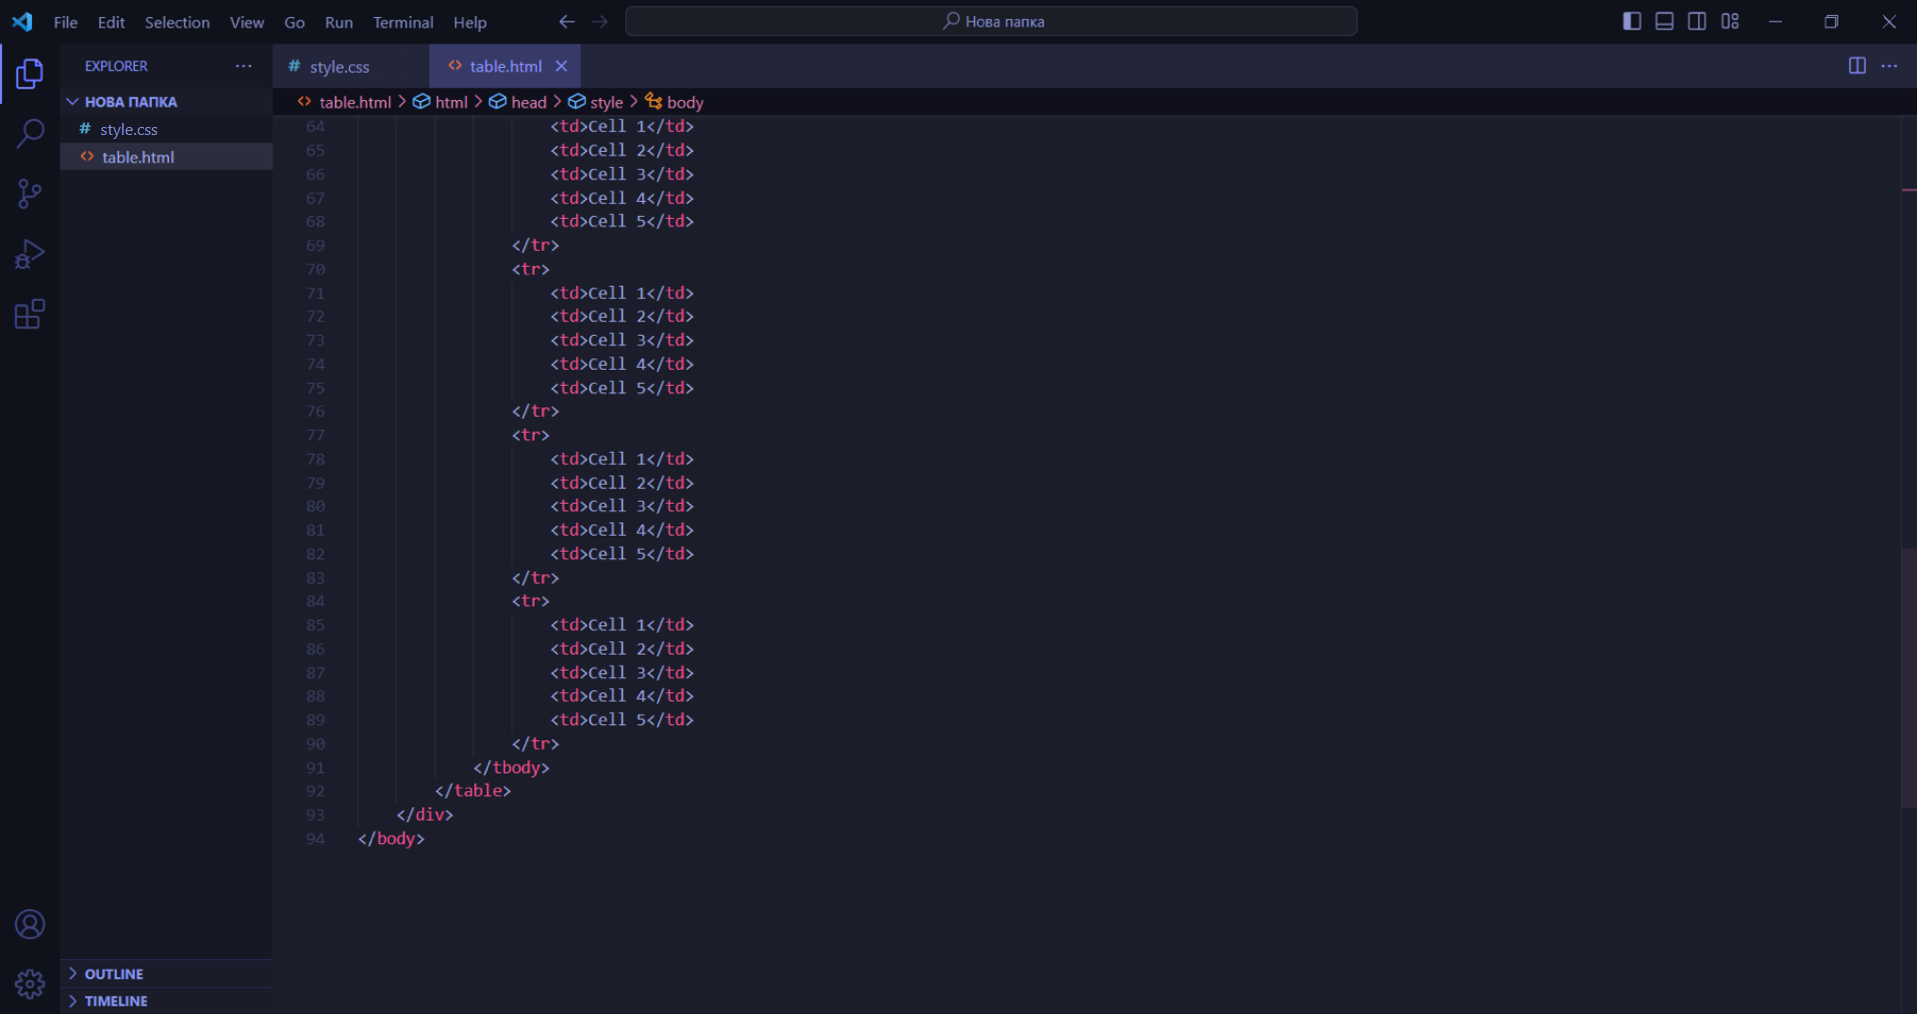 File Edit Selection View Go Run Terminal Help
Нова папка
EXPLORER
НОВА ПАПКА
# style.css
<> table.html
# style.css
<> table.html
<> table.html > html > head > style > body
64 <td>Cell 1</td>
65 <td>Cell 2</td>
66 <td>Cell 3</td>
67 <td>Cell 4</td>
68 <td>Cell 5</td>
69 </tr>
70 <tr>
71 <td>Cell 1</td>
72 <td>Cell 2</td>
73 <td>Cell 3</td>
74 <td>Cell 4</td>
75 <td>Cell 5</td>
76 </tr>
77 <tr>
78 <td>Cell 1</td>
79 <td>Cell 2</td>
80 <td>Cell 3</td>
81 <td>Cell 4</td>
82 <td>Cell 5</td>
83 </tr>
84 <tr>
85 <td>Cell 1</td>
86 <td>Cell 2</td>
87 <td>Cell 3</td>
88 <td>Cell 4</td>
89 <td>Cell 5</td>
90 </tr>
91 </tbody>
92 </table>
93 </div>
94 </body>
OUTLINE
TIMELINE